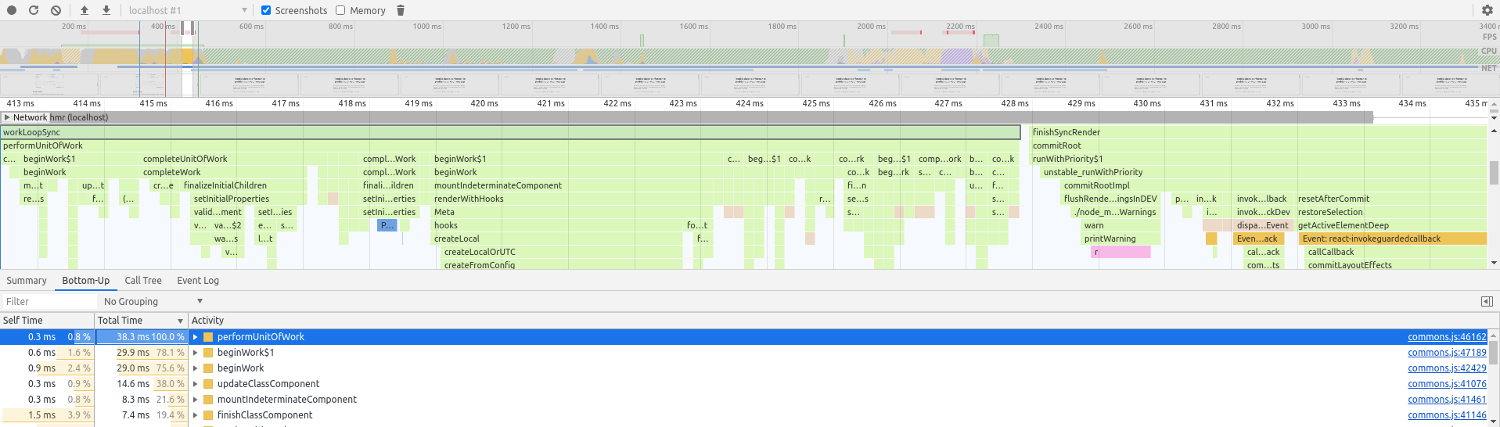 localhost #1 Screenshots Memory
200 ms 400 ms 600 ms 800 ms 1000 ms 1200 ms 1400 ms 1600 ms 1800 ms 2000 ms 2200 ms 2400 ms 2600 ms 2800 ms 3000 ms 3200 ms 3400 ms
FPS
CPU
NET
413 ms 414 ms 415 ms 416 ms 417 ms 418 ms 419 ms 420 ms 421 ms 422 ms 423 ms 424 ms 425 ms 426 ms 427 ms 428 ms 429 ms 430 ms 431 ms 432 ms 433 ms 434 ms 435 m
Network hmr (localhost)
workLoopSync finishSyncRender
performUnitOfWork commitRoot
c… beginWork$1 completeUnitOfWork compl…Work beginWork$1 c… beg…$1 co…k c…rk beg…$1 comp…ork b… co…k runWithPriority$1
beginWork completeWork compl…Work beginWork co…k beg…rk s… c… c… co…k unstable_runWithPriority
m…t up…t cr…e finalizeInitialChildren finali…ildren mountIndeterminateComponent fi…n u… f… commitRootImpl
re…s f… (… setInitialProperties setIni…erties renderWithHooks r… se…s s… flushRende…ingsInDEV p… in…k invok…lback resetAfterCommit
valid…ment setI…ies setIni…erties Meta s… s… ./node_m…Warnings i… invok…ckDev restoreSelection
v… va…$2 e… s… P… hooks fo…t warn dispa…Event getActiveElementDeep
wa…s l…t createLocal f… printWarning Even…ack Event: react-invokeguardedcallback
v… createLocalOrUTC r cal…ack callCallback
createFromConfig com…ts commitLayoutEffects
Summary Bottom-Up Call Tree Event Log
Filter No Grouping
Self Time Total Time Activity
0.3 ms 0.8 % 38.3 ms 100.0 % performUnitOfWork commons.js:46162
0.6 ms 1.6 % 29.9 ms 78.1 % beginWork$1 commons.js:47189
0.9 ms 2.4 % 29.0 ms 75.6 % beginWork commons.js:42429
0.3 ms 0.9 % 14.6 ms 38.0 % updateClassComponent commons.js:41076
0.3 ms 0.8 % 8.3 ms 21.6 % mountIndeterminateComponent commons.js:41461
1.5 ms 3.9 % 7.4 ms 19.4 % finishClassComponent commons.js:41146